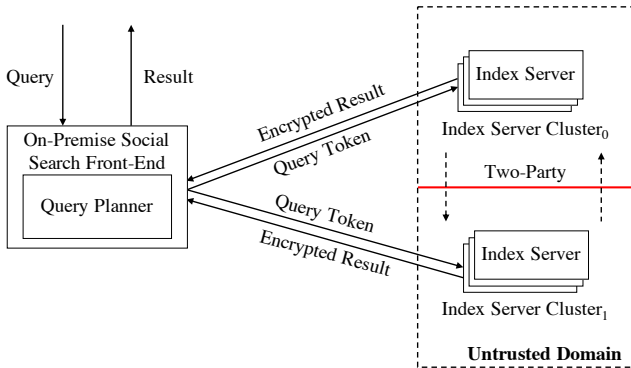 Query
Result
On-Premise Social
Search Front-End
Query Planner
Encrypted Result
Query Token
Query Token
Encrypted Result
Index Server
Index Server Cluster₀
Two-Party
Index Server
Index Server Cluster₁
Untrusted Domain